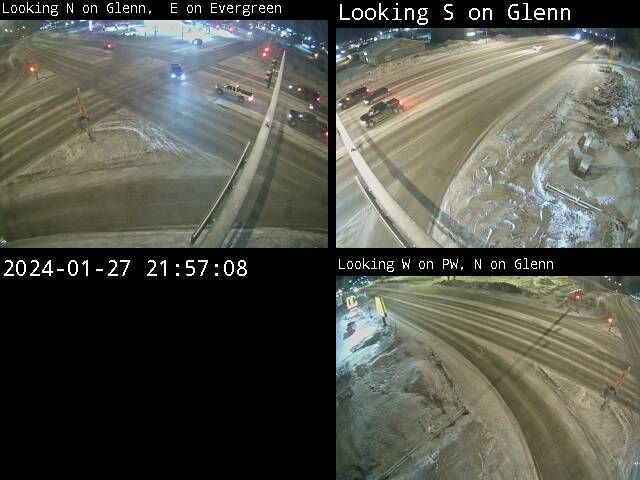 Looking N on Glenn,  E on Evergreen
Looking S on Glenn
2024-01-27 21:57:08
Looking W on PW, N on Glenn